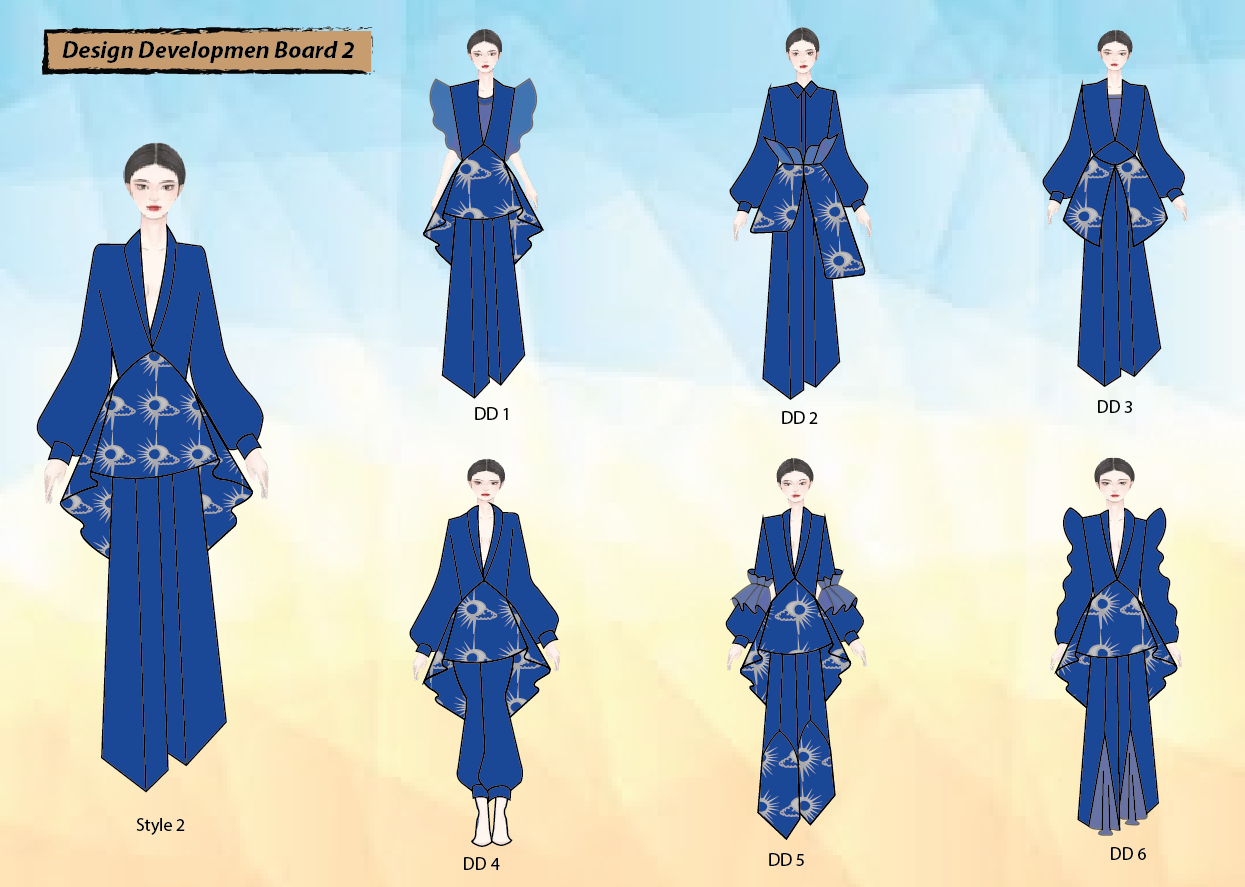 Design Developmen Board 2
DD 1
DD 2
DD 3
Style 2
DD 4
DD 5
DD 6